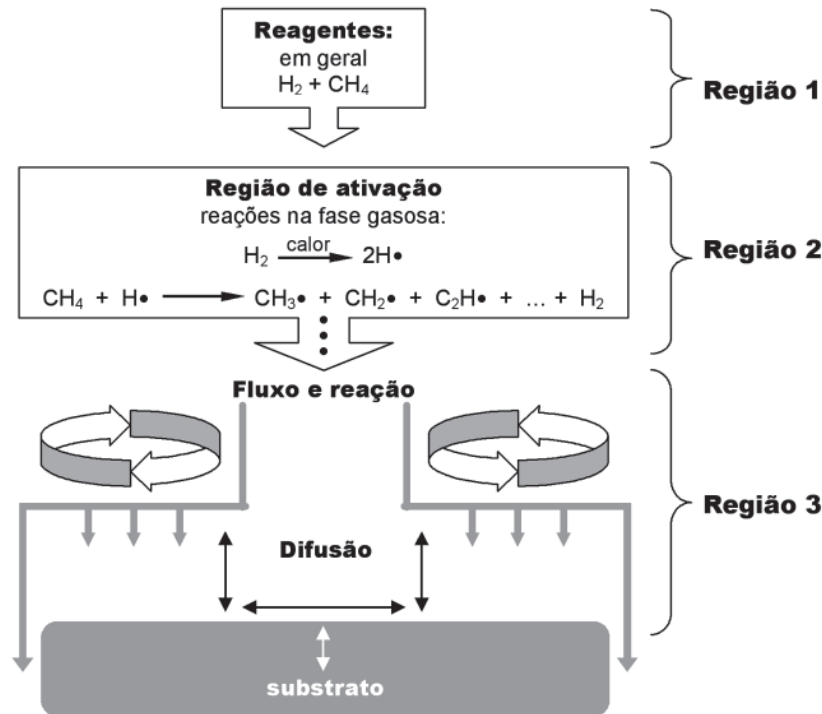 Reagentes:
em geral
H₂ + CH₄
Região 1
Região de ativação
reações na fase gasosa:
H₂ calor→ 2H•
CH₄ + H• → CH₃• + CH₂• + C₂H• + ... + H₂
Região 2
Fluxo e reação
Difusão
Região 3
substrato